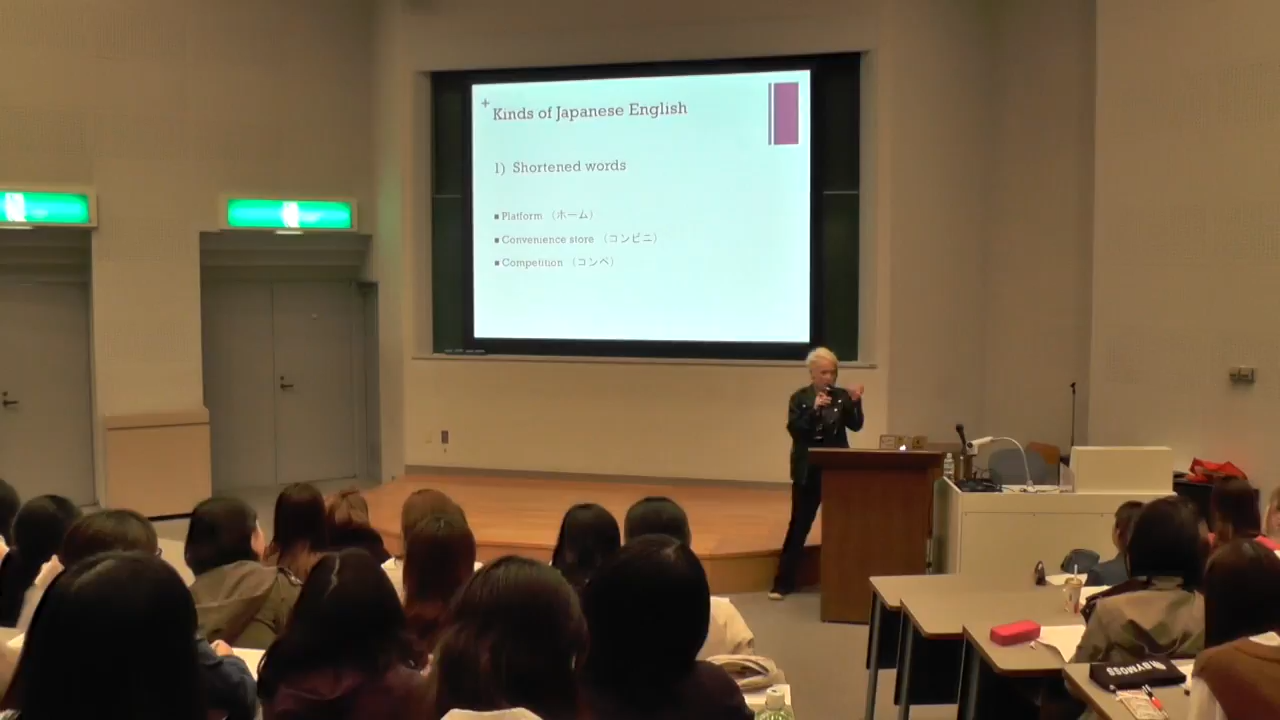 Kinds of Japanese English
1) Shortened words
Platform （ホーム）
Convenience store （コンビニ）
Competition （コンペ）
GYMOSS